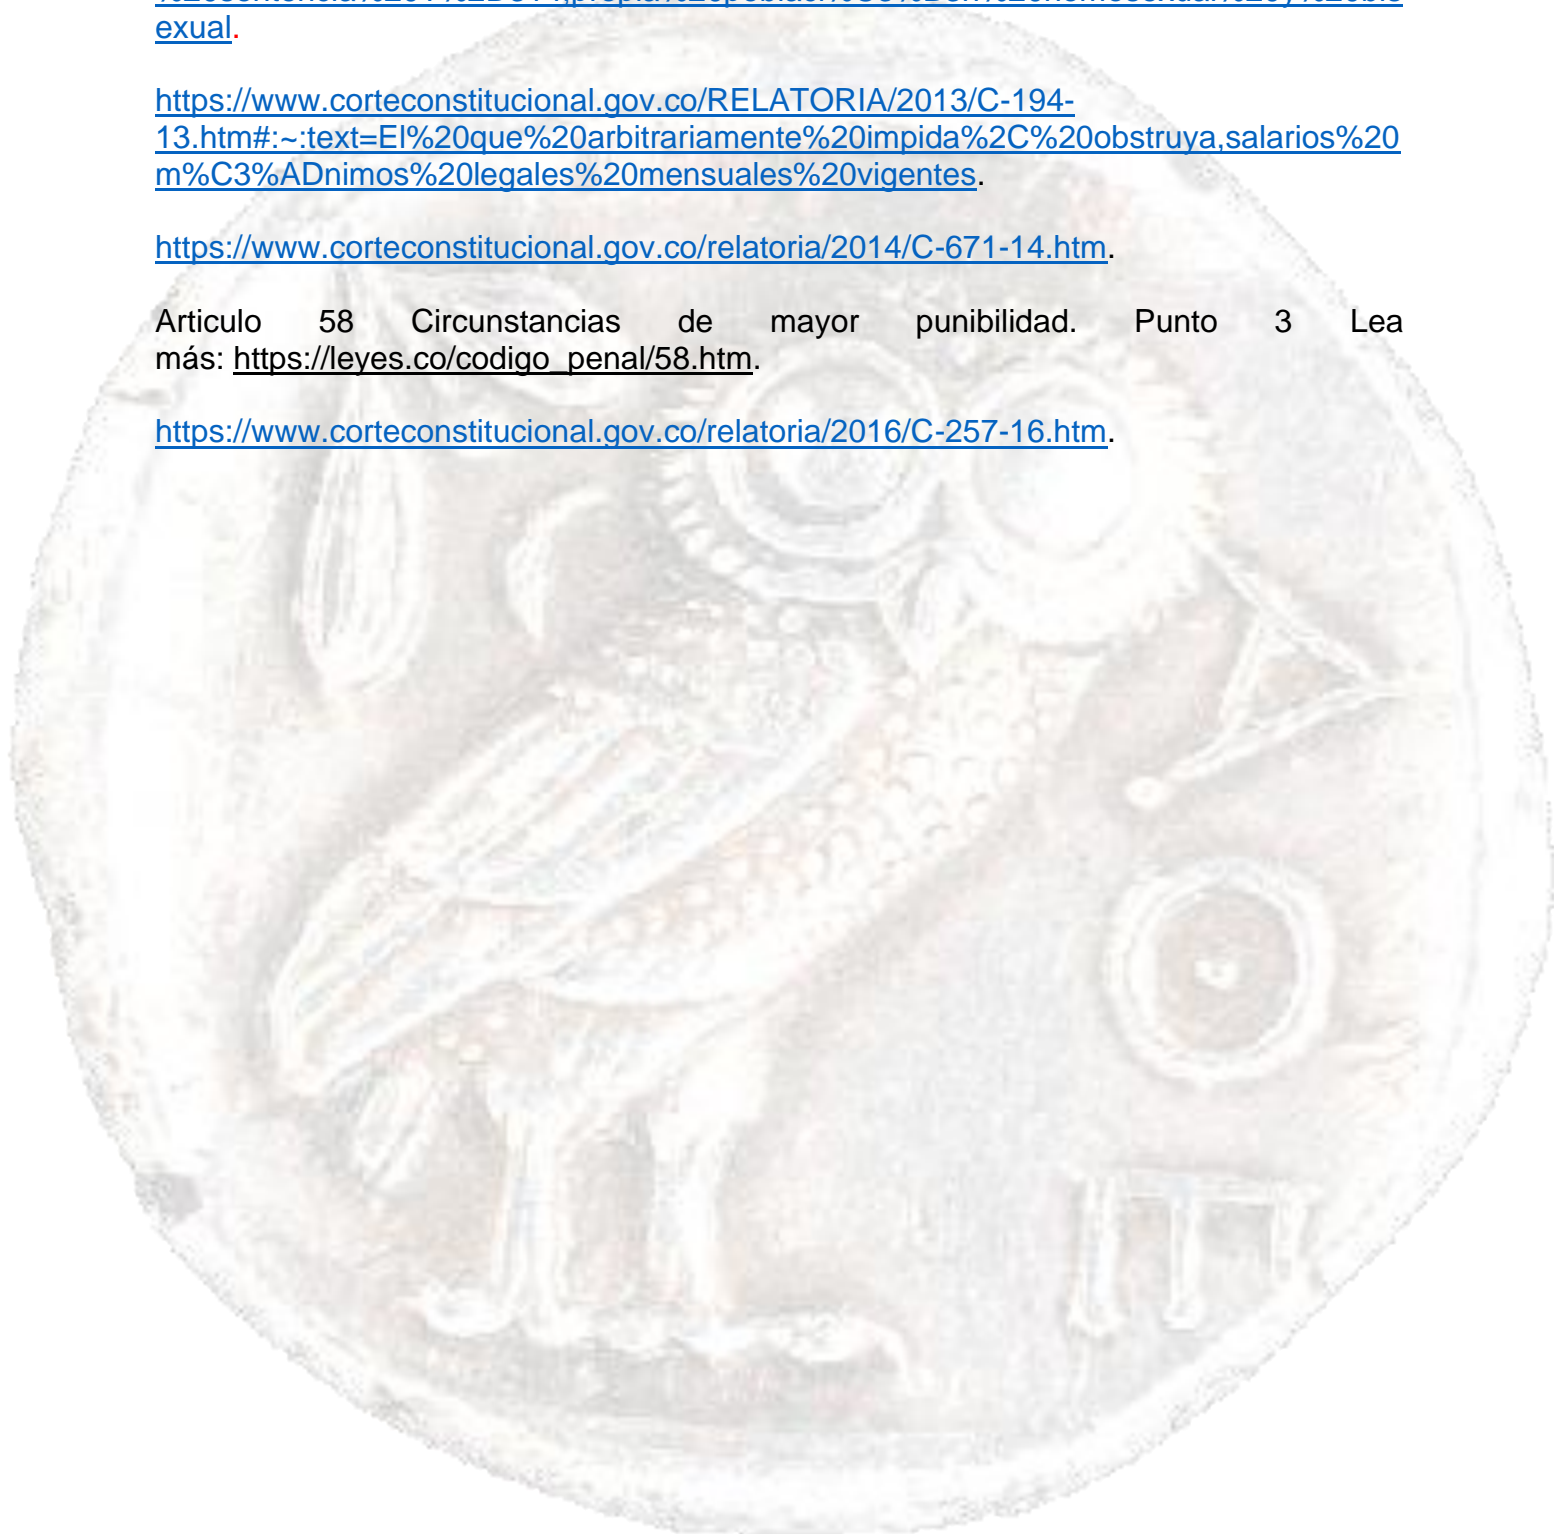 exual.
https://www.corteconstitucional.gov.co/RELATORIA/2013/C-194-
13.htm#:~:text=El%20que%20arbitrariamente%20impida%2C%20obstruya,salarios%20
m%C3%ADnimos%20legales%20mensuales%20vigentes.
https://www.corteconstitucional.gov.co/relatoria/2014/C-671-14.htm.
Articulo 58 Circunstancias de mayor punibilidad. Punto 3 Lea
más: https://leyes.co/codigo_penal/58.htm.
https://www.corteconstitucional.gov.co/relatoria/2016/C-257-16.htm.